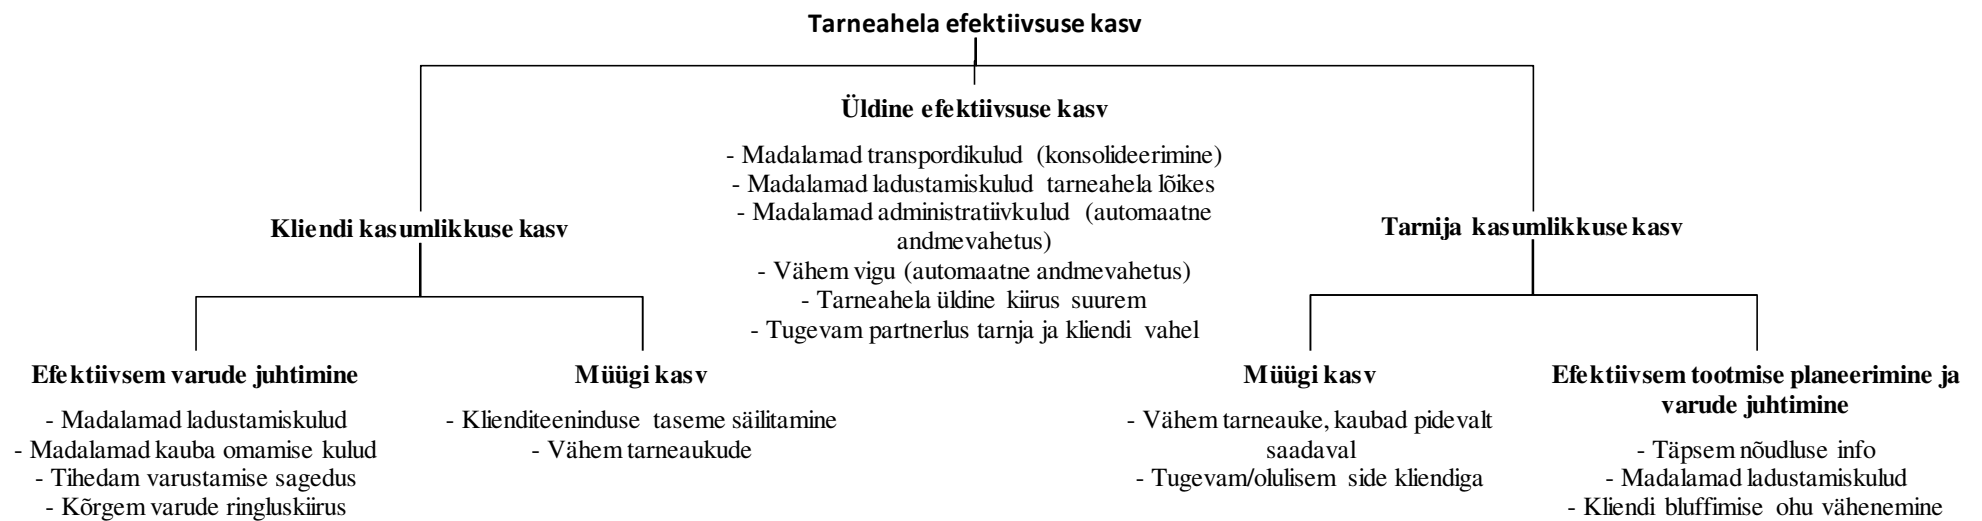 Tarneahela efektiivsuse kasv
Üldine efektiivsuse kasv
- Madalamad transpordikulud (konsolideerimine)
- Madalamad ladustamiskulud tarneahela lõikes
- Madalamad administratiivkulud (automaatne
andmevahetus)
- Vähem vigu (automaatne andmevahetus)
- Tarneahela üldine kiirus suurem
- Tugevam partnerlus tarnja ja kliendi vahel
Kliendi kasumlikkuse kasv
Efektiivsem varude juhtimine
- Madalamad ladustamiskulud
- Madalamad kauba omamise kulud
- Tihedam varustamise sagedus
- Kõrgem varude ringluskiirus
Müügi kasv
- Klienditeeninduse taseme säilitamine
- Vähem tarneaukude
Tarnija kasumlikkuse kasv
Müügi kasv
- Vähem tarneauke, kaubad pidevalt
saadaval
- Tugevam/olulisem side kliendiga
Efektiivsem tootmise planeerimine ja
varude juhtimine
- Täpsem nõudluse info
- Madalamad ladustamiskulud
- Kliendi bluffimise ohu vähenemine